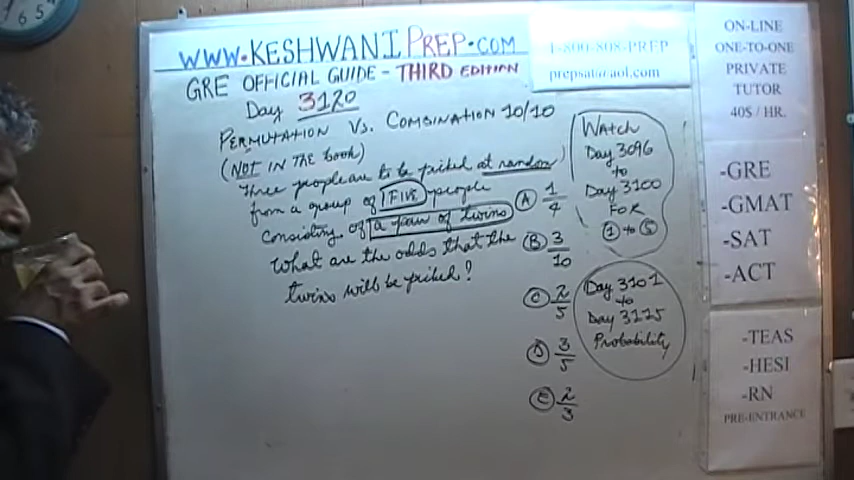 WWW.KESHWANIPREP.COM
GRE OFFICIAL GUIDE - THIRD EDITION
Day 3120
PERMUTATION VS. COMBINATION 10/10
(NOT IN THE book)
Three people are to be picked at random
from a group of FIVE people
consisting of a pair of twins
What are the odds that the
twins will be picked?
A 1/4
B 3/10
C 2/5
D 3/5
E 2/3
WATCH
Day 3096
to
Day 3100
FOR
1 to 5
Day 3101
to
Day 3125
Probability
1-800-808-PREP
prepsat@aol.com
ON-LINE
ONE-TO-ONE
PRIVATE
TUTOR
40$ / HR.
-GRE
-GMAT
-SAT
-ACT
-TEAS
-HESI
-RN
PRE-ENTRANCE
6
5